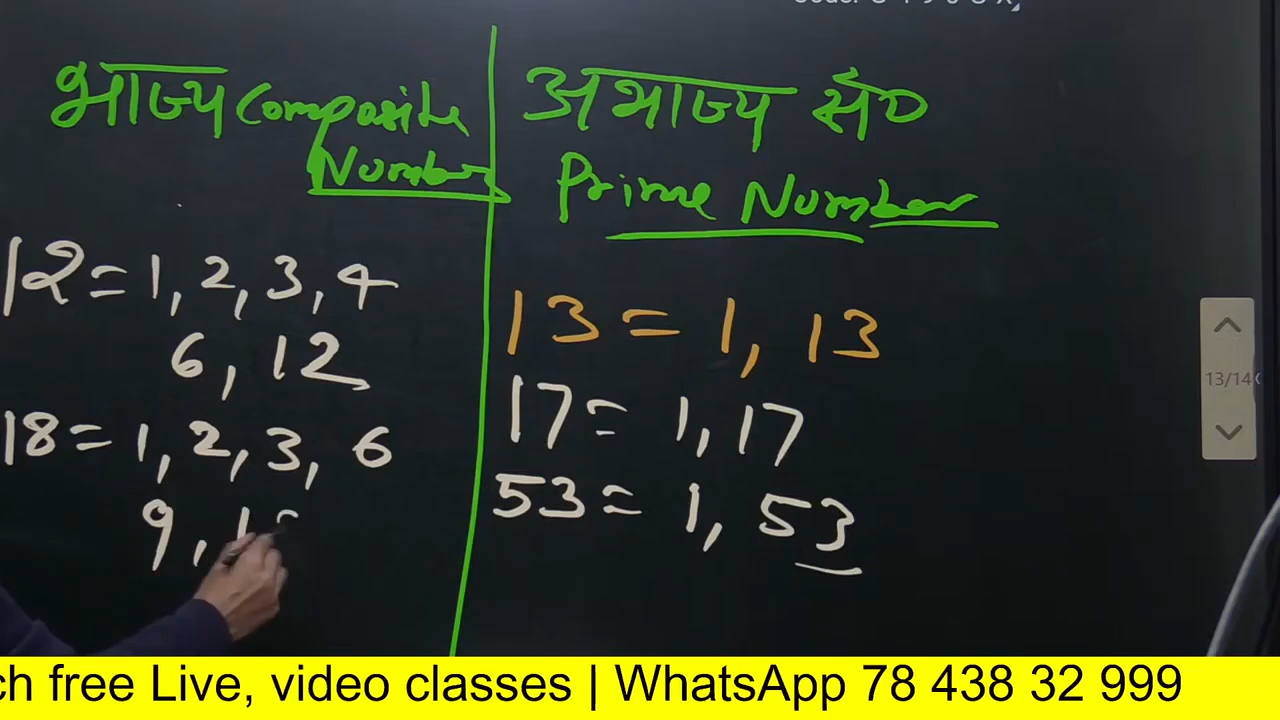 भाज्य Composite
Number
12 = 1, 2, 3, 4
6, 12
18 = 1, 2, 3, 6
9, 1
अभाज्य सं०
Prime Number
13 = 1, 13
17 = 1, 17
53 = 1, 53
13/14
ch free Live, video classes | WhatsApp 78 438 32 999